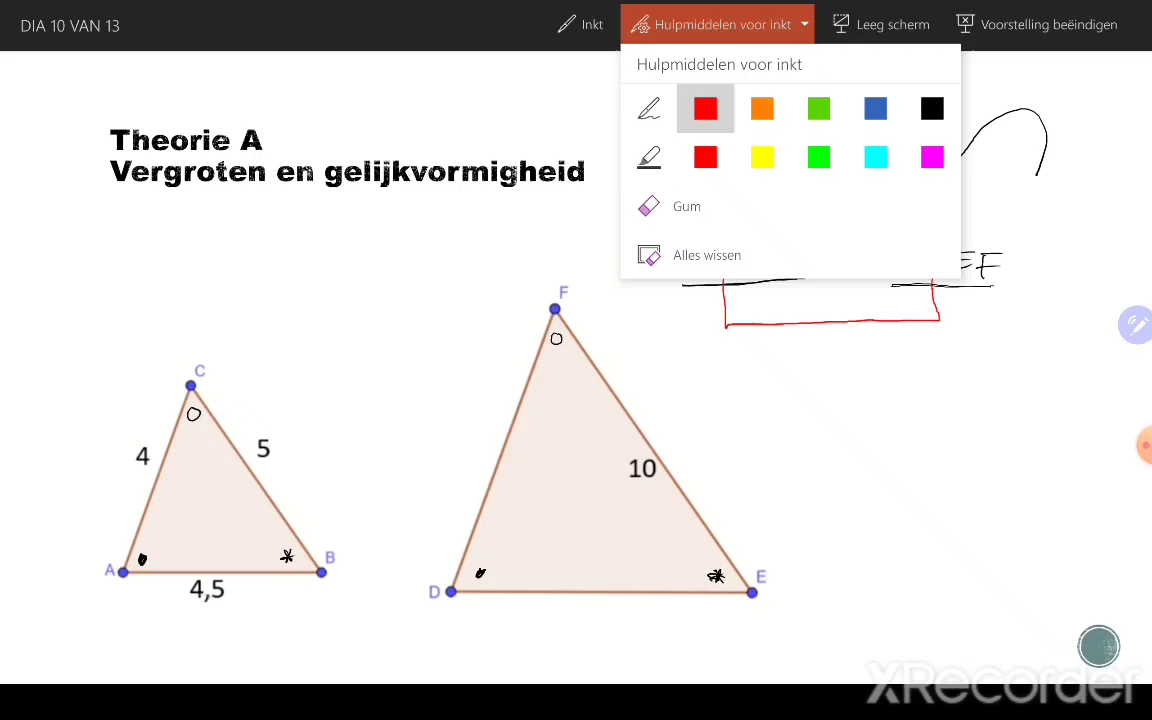 DIA 10 VAN 13
Inkt
Hulpmiddelen voor inkt
Leeg scherm
Voorstelling beëindigen
Hulpmiddelen voor inkt
Gum
Alles wissen
Theorie A
Vergroten en gelijkvormigheid
F
C
4
5
10
A
B
4,5
D
E
XRecorder